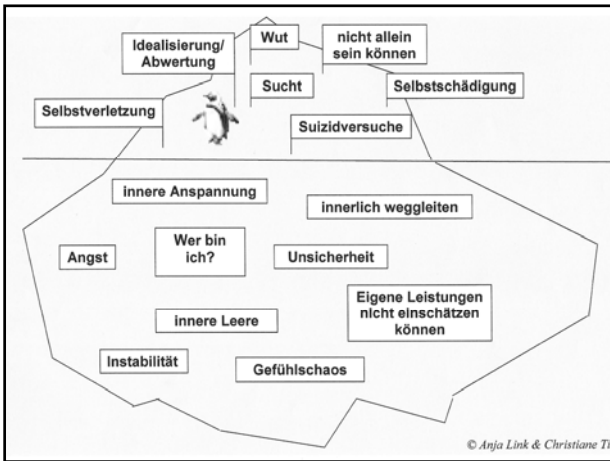 Wut
nicht allein
sein können
Idealisierung/
Abwertung
Sucht
Selbstschädigung
Selbstverletzung
Suizidversuche
innere Anspannung
innerlich weggleiten
Wer bin
ich?
Angst
Unsicherheit
Eigene Leistungen
nicht einschätzen
können
innere Leere
Instabilität
Gefühlschaos
© Anja Link & Christiane